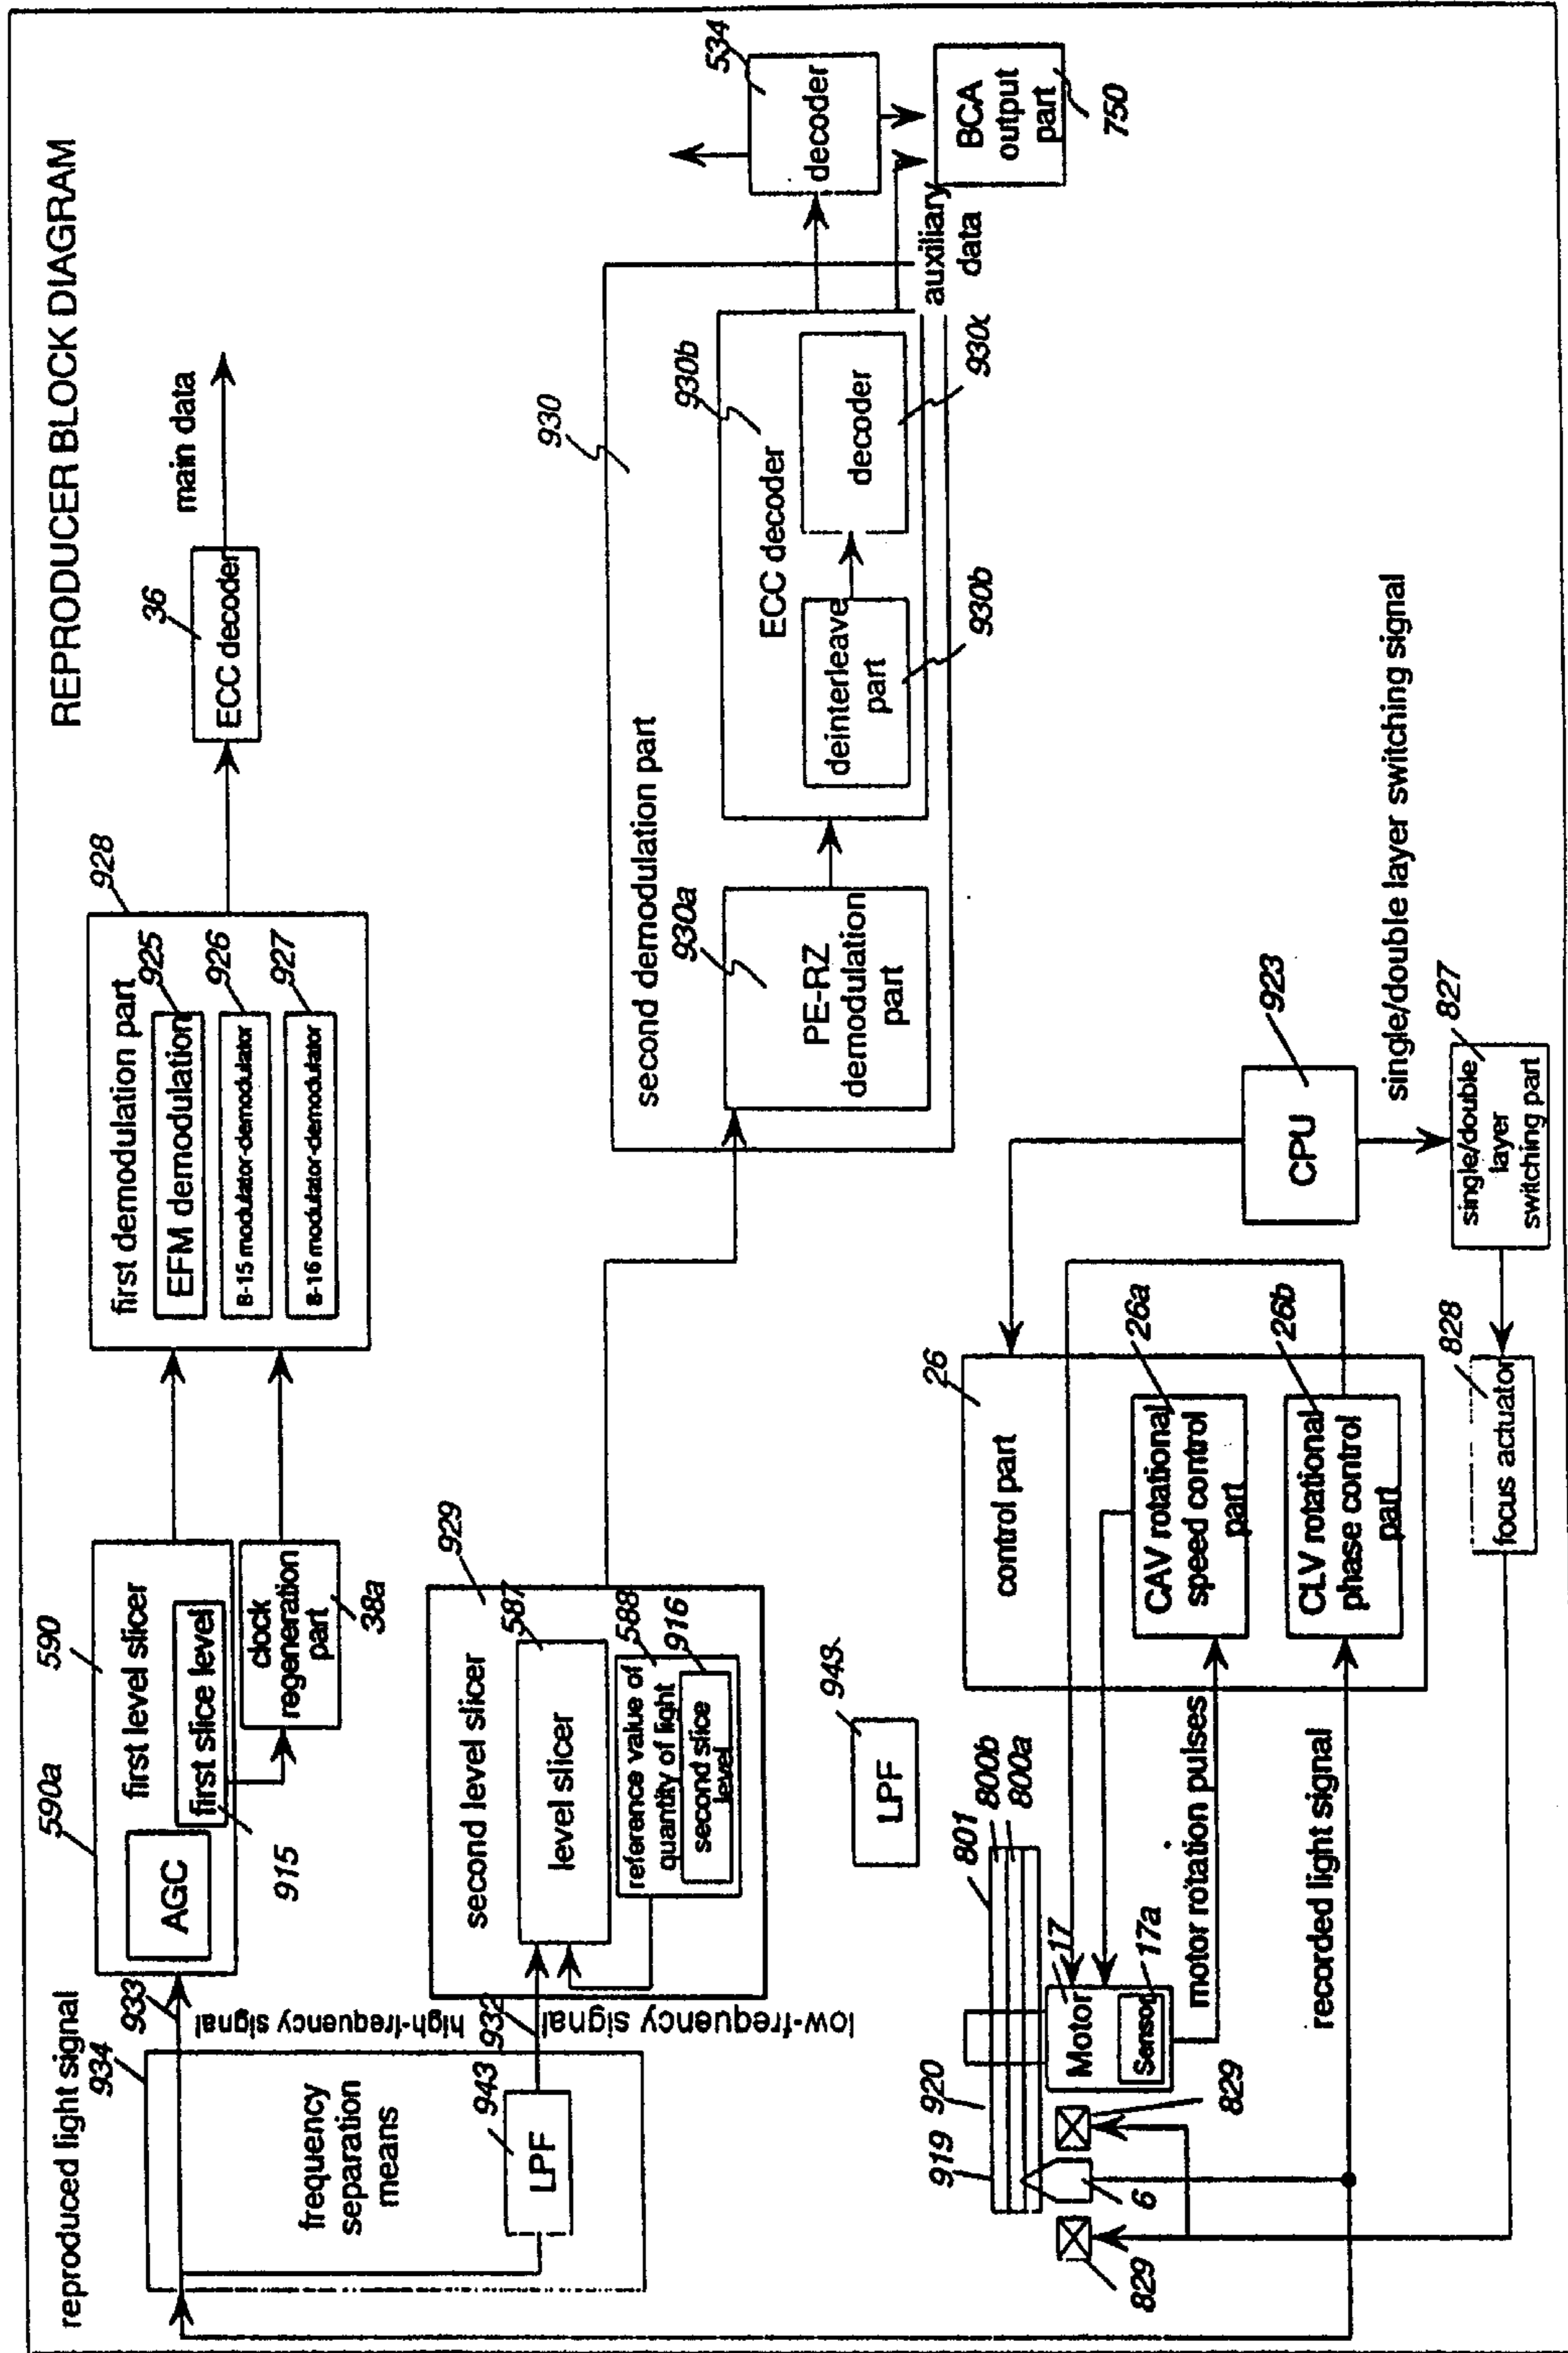 REPRODUCER BLOCK DIAGRAM
reproduced light signal
934
frequency
separation
means
943
LPF
933
high-frequency signal
932
low-frequency signal
590a
590
first level slicer
AGC
first slice level
915
clock
regeneration
part
38a
first demodulation part
928
EFM demodulation
925
8-15 modulator-demodulator
926
8-16 modulator-demodulator
927
36
ECC decoder
main data
second level slicer
929
587
level slicer
588
reference value of
quantity of light
916
second slice
level
second demodulation part
930
930a
PE-RZ
demodulation
part
ECC decoder
930b
deinterleave
part
930b
decoder
930c
534
decoder
auxiliary
data
BCA
output
part
750
943
LPF
919
920
801
800b
800a
Motor
17
Sensor
17a
829
6
829
motor rotation pulses
recorded light signal
26
control part
CAV rotational
speed control
part
26a
CLV rotational
phase control
part
26b
CPU
923
single/double layer switching signal
single/double
layer
switching part
827
828
focus actuator